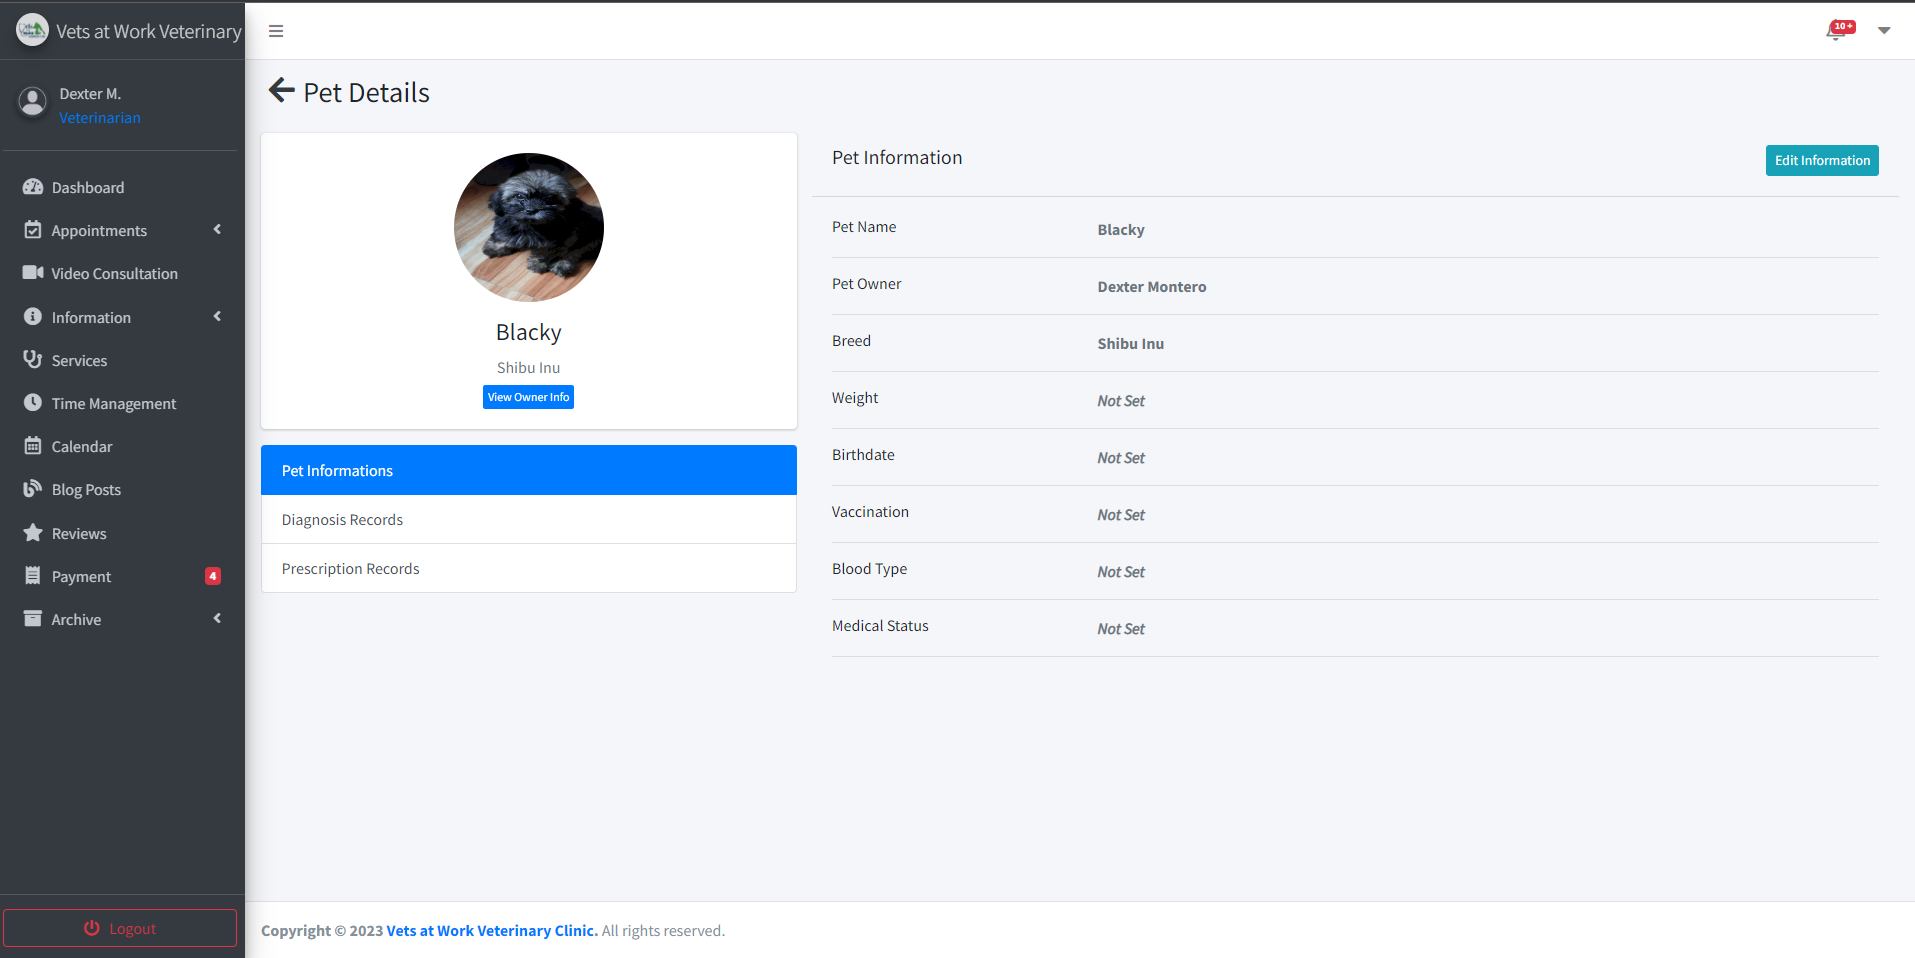 Vets at Work Veterinary
10 +
Dexter M.
Veterinarian
Dashboard
Appointments
Video Consultation
Information
Services
Time Management
Calendar
Blog Posts
Reviews
Payment 4
Archive
Logout
Pet Details
Blacky
Shibu Inu
View Owner Info
Pet Informations
Diagnosis Records
Prescription Records
Pet Information
Edit Information
Pet Name Blacky
Pet Owner Dexter Montero
Breed Shibu Inu
Weight Not Set
Birthdate Not Set
Vaccination Not Set
Blood Type Not Set
Medical Status Not Set
Copyright © 2023 Vets at Work Veterinary Clinic. All rights reserved.